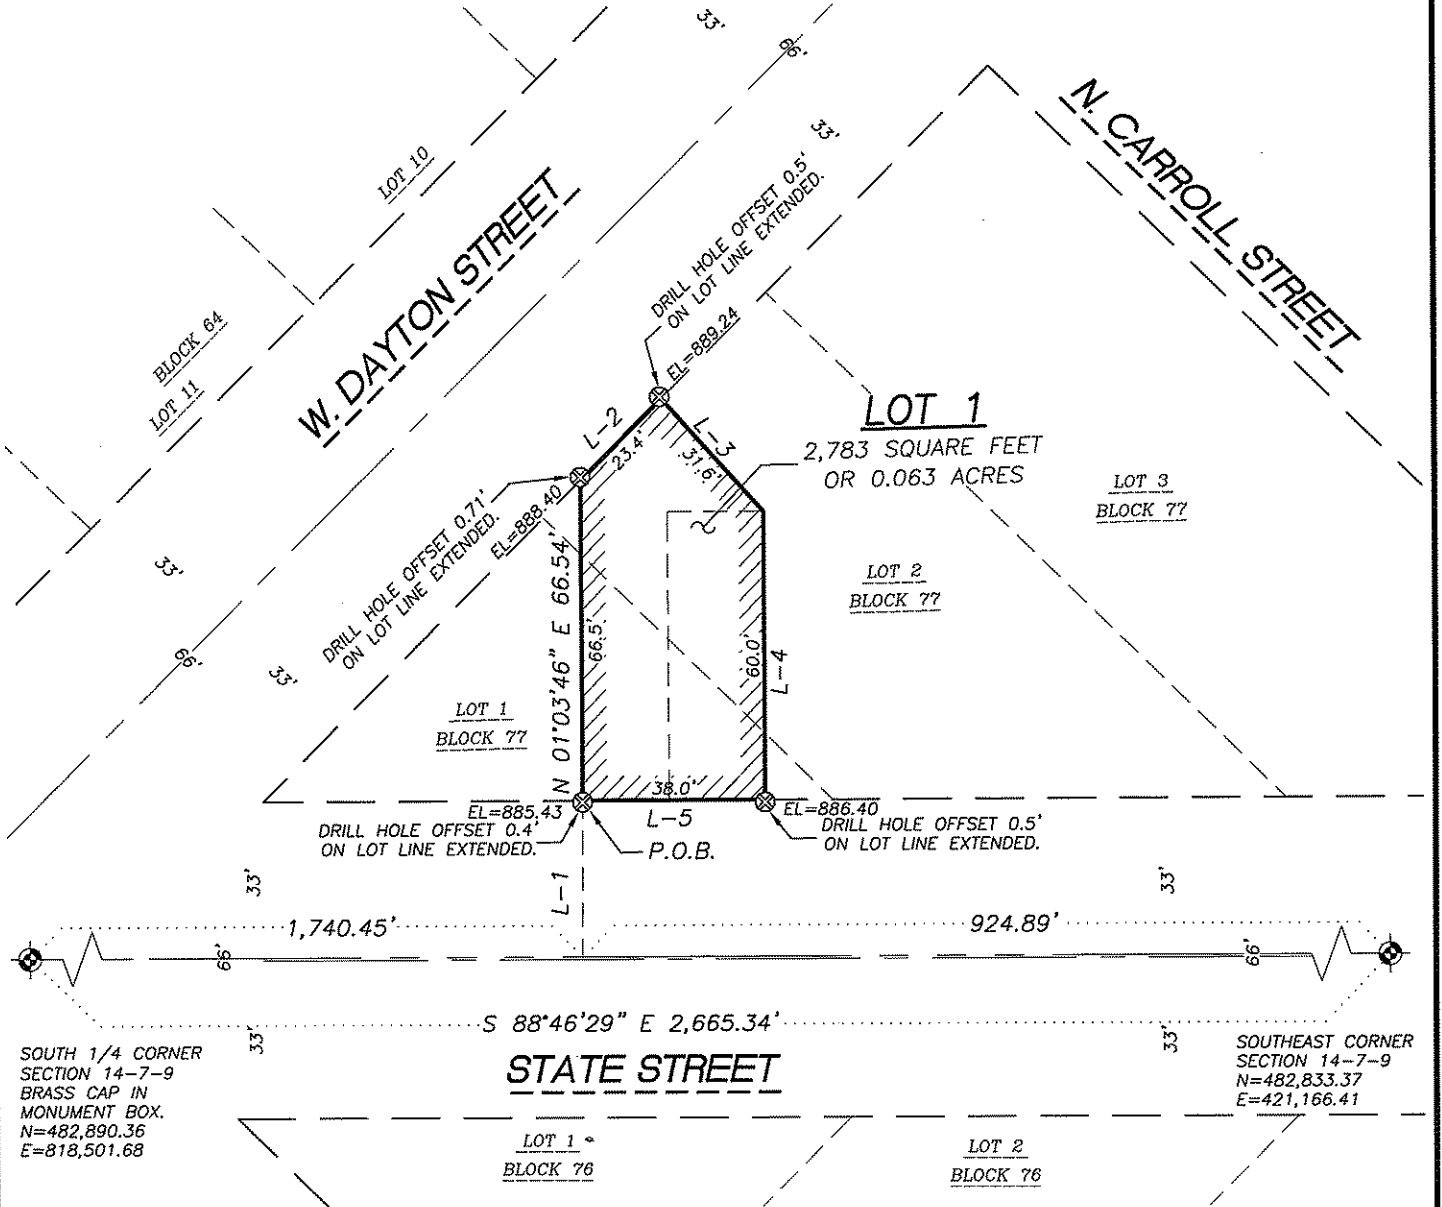 33'
66'
33'
N. CARROLL STREET
LOT 10
W. DAYTON STREET
DRILL HOLE OFFSET 0.5'
ON LOT LINE EXTENDED.
EL=889.24
BLOCK 64
LOT 11
L-2
23.4'
L-3
31.6'
LOT 1
2,783 SQUARE FEET
OR 0.063 ACRES
LOT 3
BLOCK 77
DRILL HOLE OFFSET 0.71'
ON LOT LINE EXTENDED.
EL=888.40
33'
66'
33'
LOT 2
BLOCK 77
N 01°03'46" E 66.54'
66.5'
60.0'
L-4
LOT 1
BLOCK 77
38.0'
L-5
EL=885.43
DRILL HOLE OFFSET 0.4'
ON LOT LINE EXTENDED.
P.O.B.
EL=886.40
DRILL HOLE OFFSET 0.5'
ON LOT LINE EXTENDED.
L-1
33'
33'
1,740.45'
924.89'
66'
66'
S 88°46'29" E 2,665.34'
33'
33'
STATE STREET
SOUTH 1/4 CORNER
SECTION 14-7-9
BRASS CAP IN
MONUMENT BOX.
N=482,890.36
E=818,501.68
SOUTHEAST CORNER
SECTION 14-7-9
N=482,833.37
E=421,166.41
LOT 1
BLOCK 76
LOT 2
BLOCK 76